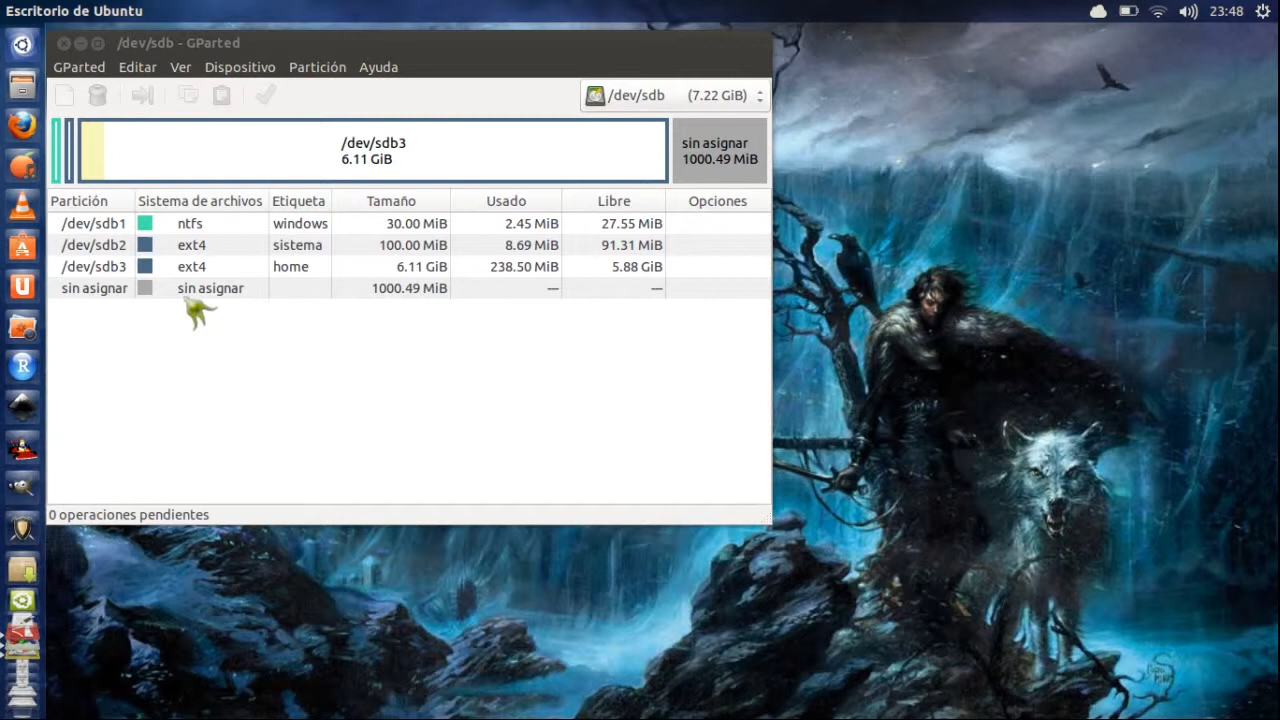 Escritorio de Ubuntu
23:48
/dev/sdb - GParted
GParted Editar Ver Dispositivo Partición Ayuda
/dev/sdb (7.22 GiB)
/dev/sdb3
6.11 GiB
sin asignar
1000.49 MiB
Partición Sistema de archivos Etiqueta Tamaño Usado Libre Opciones
/dev/sdb1 ntfs windows 30.00 MiB 2.45 MiB 27.55 MiB
/dev/sdb2 ext4 sistema 100.00 MiB 8.69 MiB 91.31 MiB
/dev/sdb3 ext4 home 6.11 GiB 238.50 MiB 5.88 GiB
sin asignar sin asignar 1000.49 MiB — —
0 operaciones pendientes